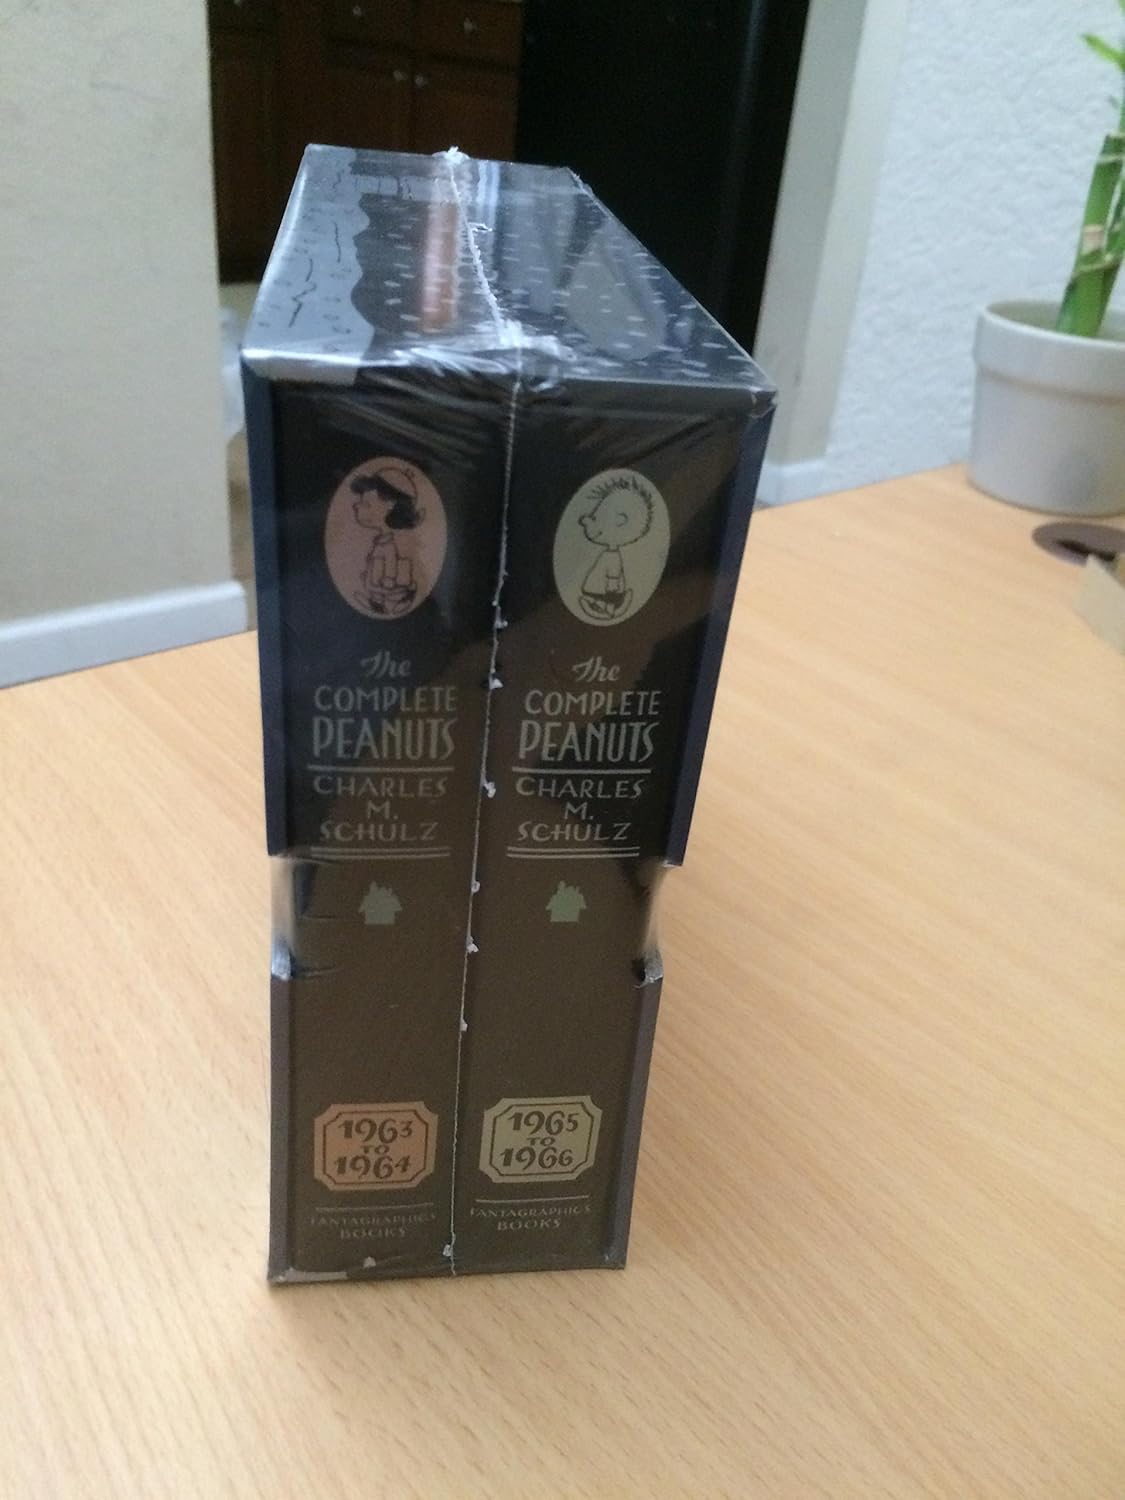 The
COMPLETE
PEANUTS
CHARLES
M.
SCHULZ
1963
TO
1964
FANTAGRAPHICS
BOOKS
The
COMPLETE
PEANUTS
CHARLES
M.
SCHULZ
1965
TO
1966
FANTAGRAPHICS
BOOKS